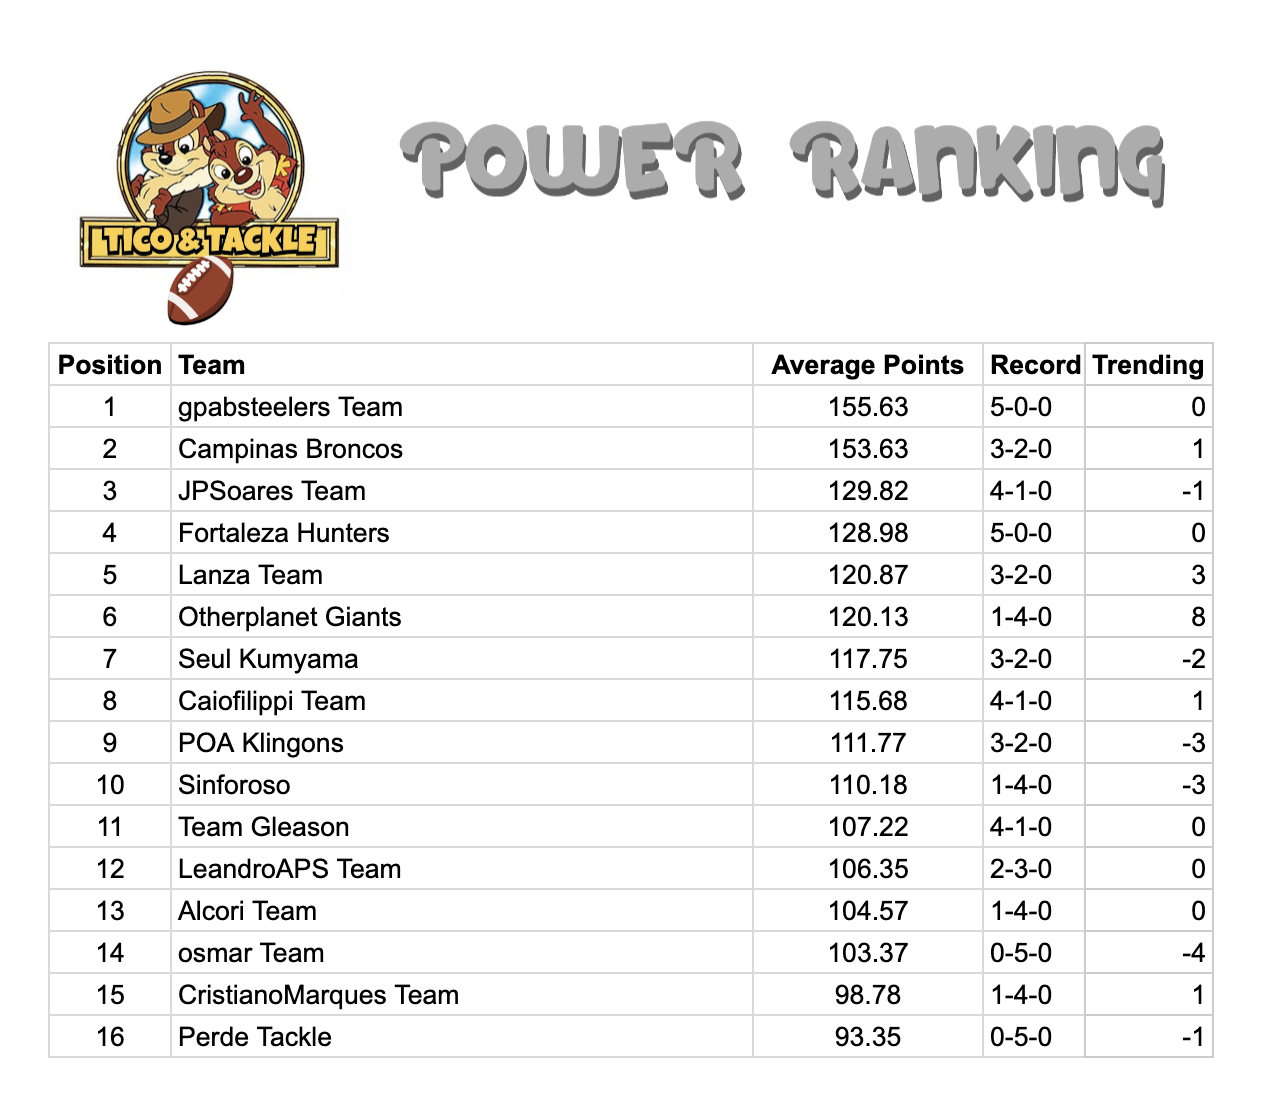 POWER RANKING
TICO & TACKLE
Position Team Average Points Record Trending
1 gpabsteelers Team 155.63 5-0-0 0
2 Campinas Broncos 153.63 3-2-0 1
3 JPSoares Team 129.82 4-1-0 -1
4 Fortaleza Hunters 128.98 5-0-0 0
5 Lanza Team 120.87 3-2-0 3
6 Otherplanet Giants 120.13 1-4-0 8
7 Seul Kumyama 117.75 3-2-0 -2
8 Caiofilippi Team 115.68 4-1-0 1
9 POA Klingons 111.77 3-2-0 -3
10 Sinforoso 110.18 1-4-0 -3
11 Team Gleason 107.22 4-1-0 0
12 LeandroAPS Team 106.35 2-3-0 0
13 Alcori Team 104.57 1-4-0 0
14 osmar Team 103.37 0-5-0 -4
15 CristianoMarques Team 98.78 1-4-0 1
16 Perde Tackle 93.35 0-5-0 -1